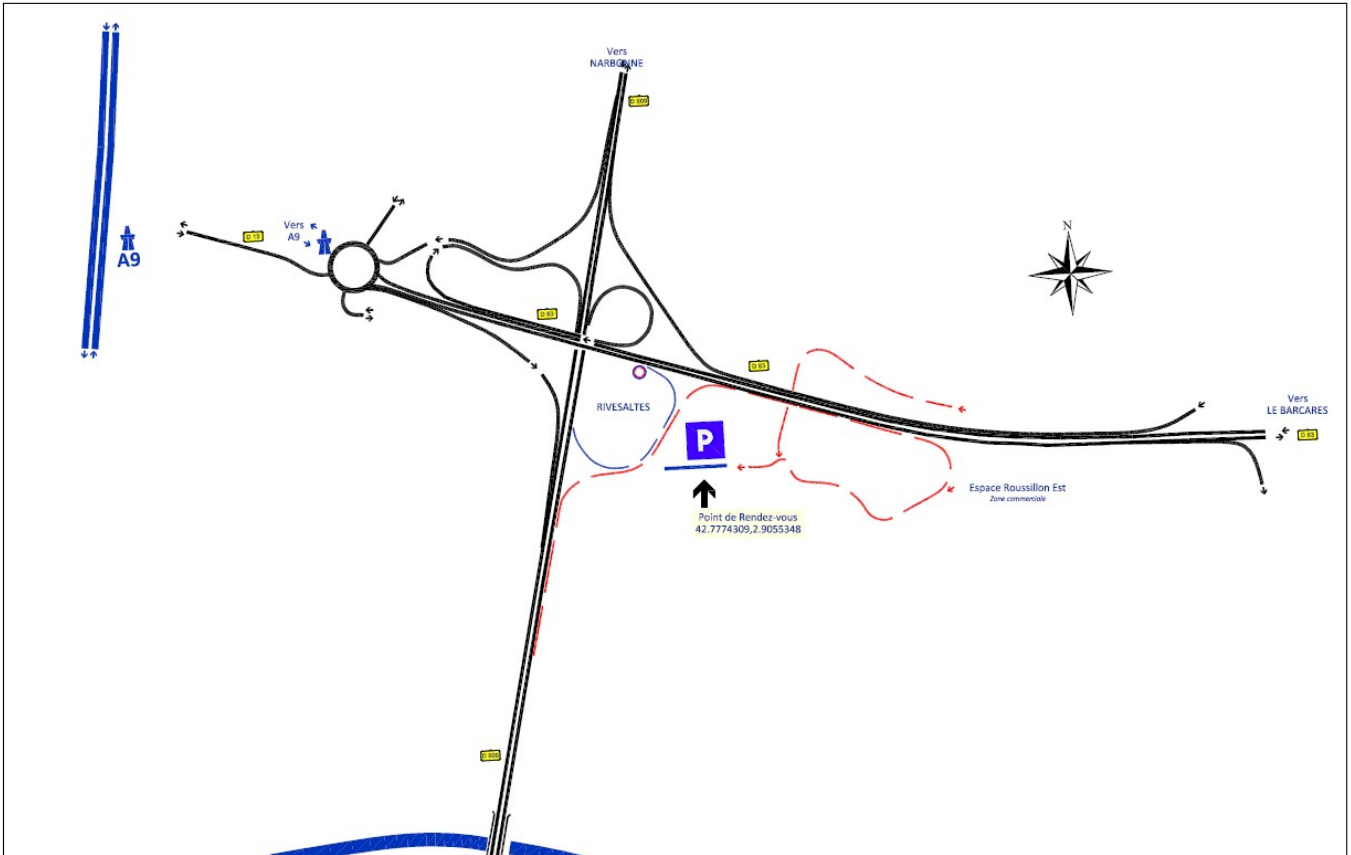 Vers
NARBONNE
D 900
Vers
A9
D 12
A9
N
D 83
D 83
RIVESALTES
P
Vers
LE BARCARES
D 83
Espace Roussillon Est
Zone commerciale
Point de Rendez-vous
42.7774309,2.9055348
D 900